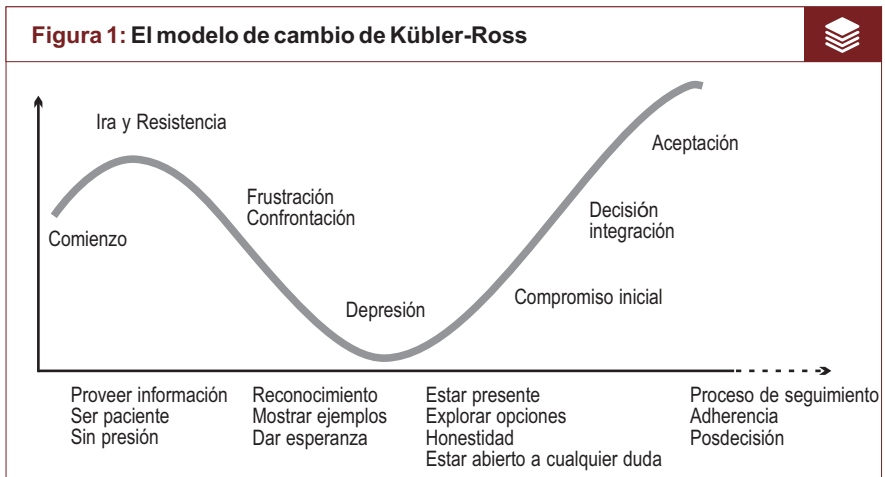 Figura 1: El modelo de cambio de Kübler-Ross
Ira y Resistencia
Aceptación
Frustración
Confrontación
Decisión
integración
Comienzo
Depresión
Compromiso inicial
Proveer información
Ser paciente
Sin presión
Reconocimiento
Mostrar ejemplos
Dar esperanza
Estar presente
Explorar opciones
Honestidad
Estar abierto a cualquier duda
Proceso de seguimiento
Adherencia
Posdecisión